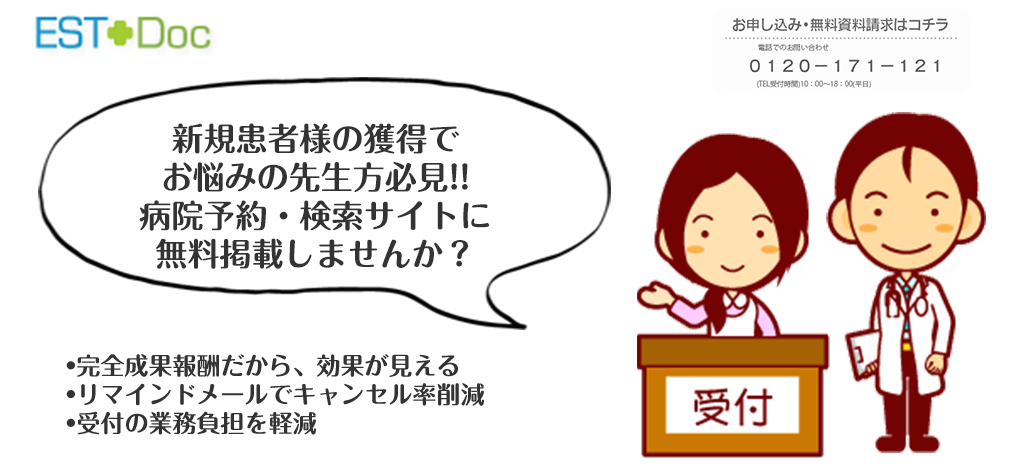 EST Doc
お申し込み・無料資料請求はコチラ
電話でのお問い合わせ
0120-171-121
(TEL受付時間)10：00～18：00(平日)
新規患者様の獲得で
お悩みの先生方必見!!
病院予約・検索サイトに
無料掲載しませんか？
•完全成果報酬だから、効果が見える
•リマインドメールでキャンセル率削減
•受付の業務負担を軽減
受付